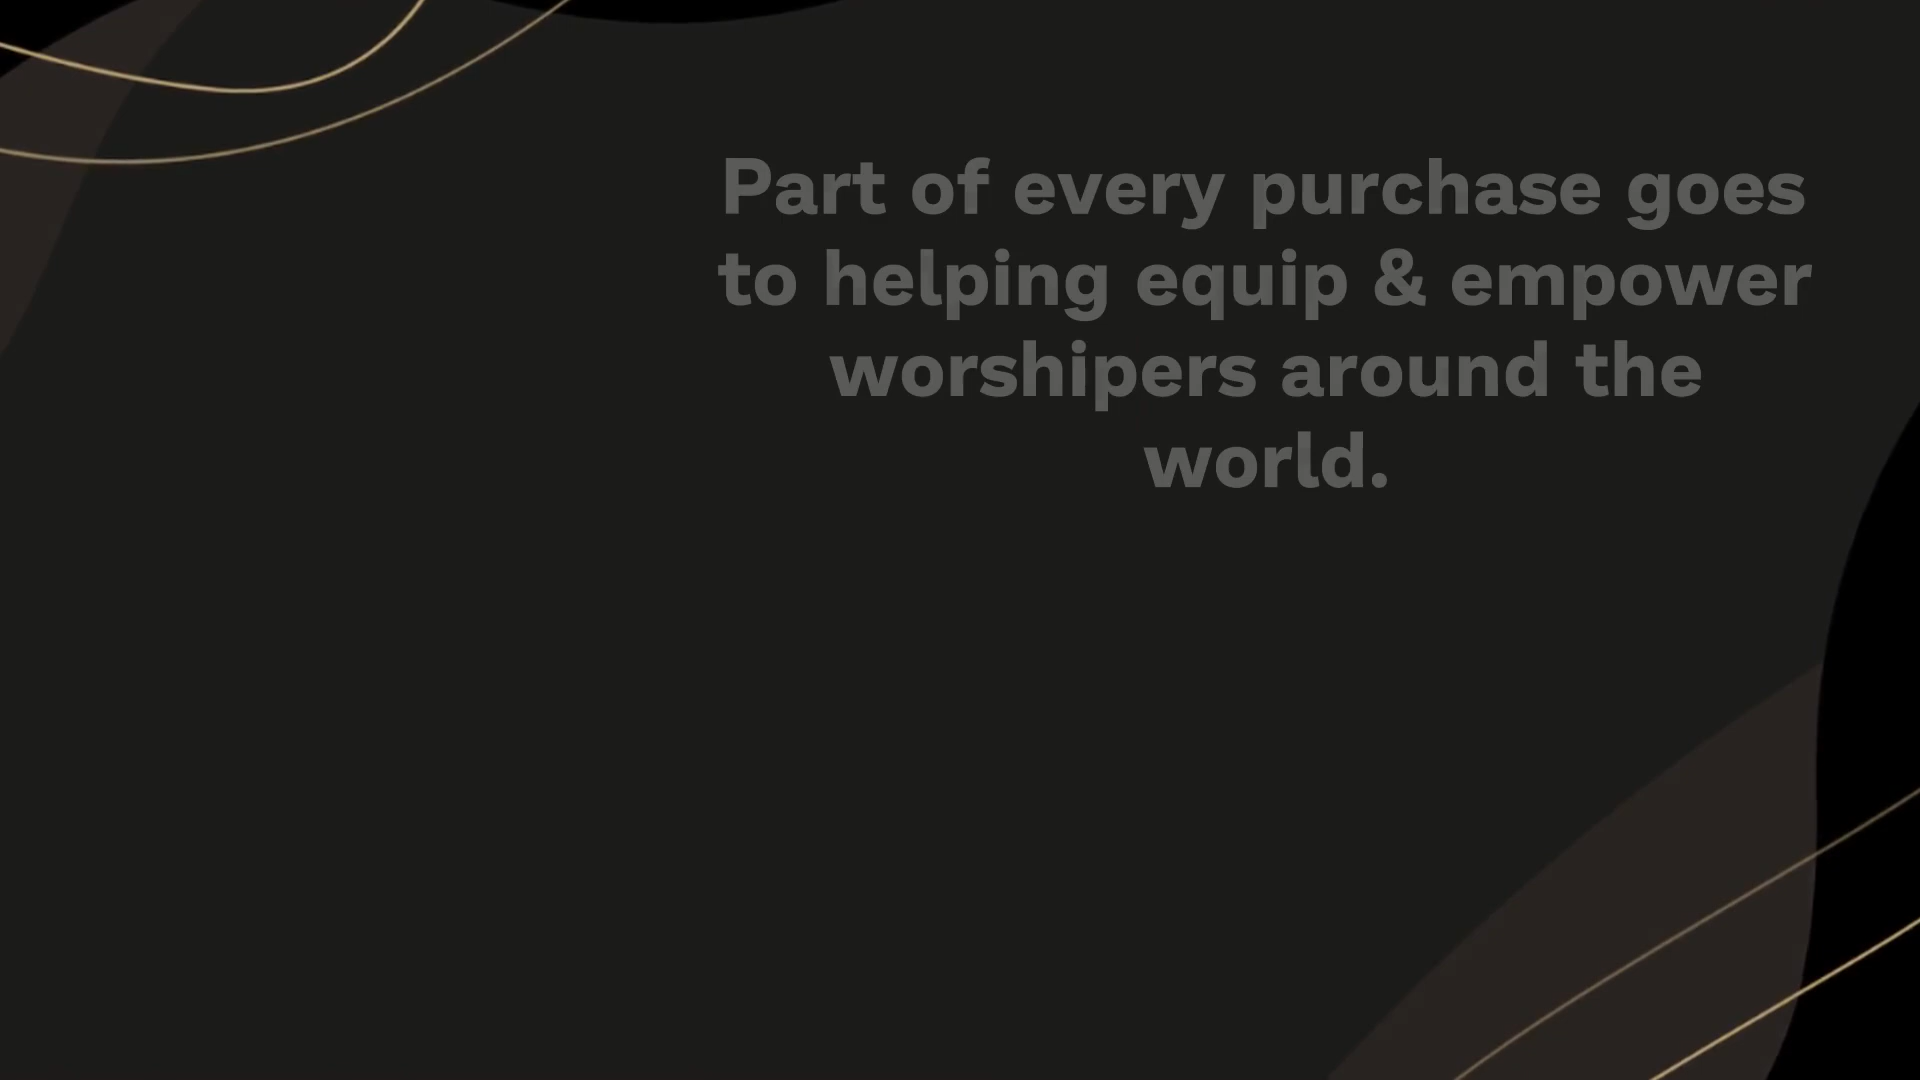 Part of every purchase goes
to helping equip & empower
worshipers around the
world.